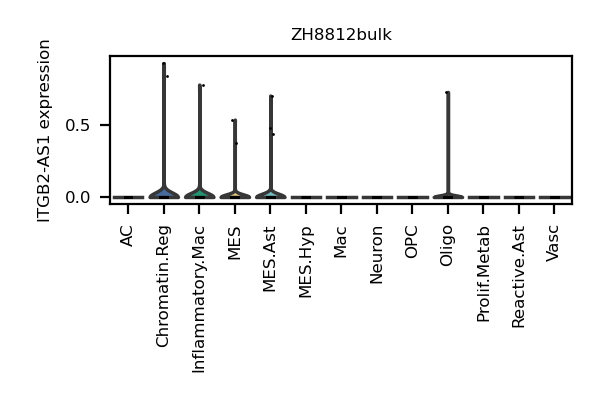 ZH8812bulk
ITGB2-AS1 expression
0.5
0.0
AC
Chromatin.Reg
Inflammatory.Mac
MES
MES.Ast
MES.Hyp
Mac
Neuron
OPC
Oligo
Prolif.Metab
Reactive.Ast
Vasc